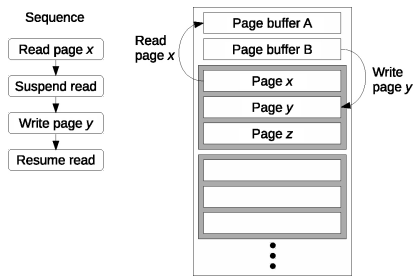 Sequence
Read page x
Suspend read
Write page y
Resume read
Read
page x
Page buffer A
Page buffer B
Page x
Page y
Page z
Write
page y